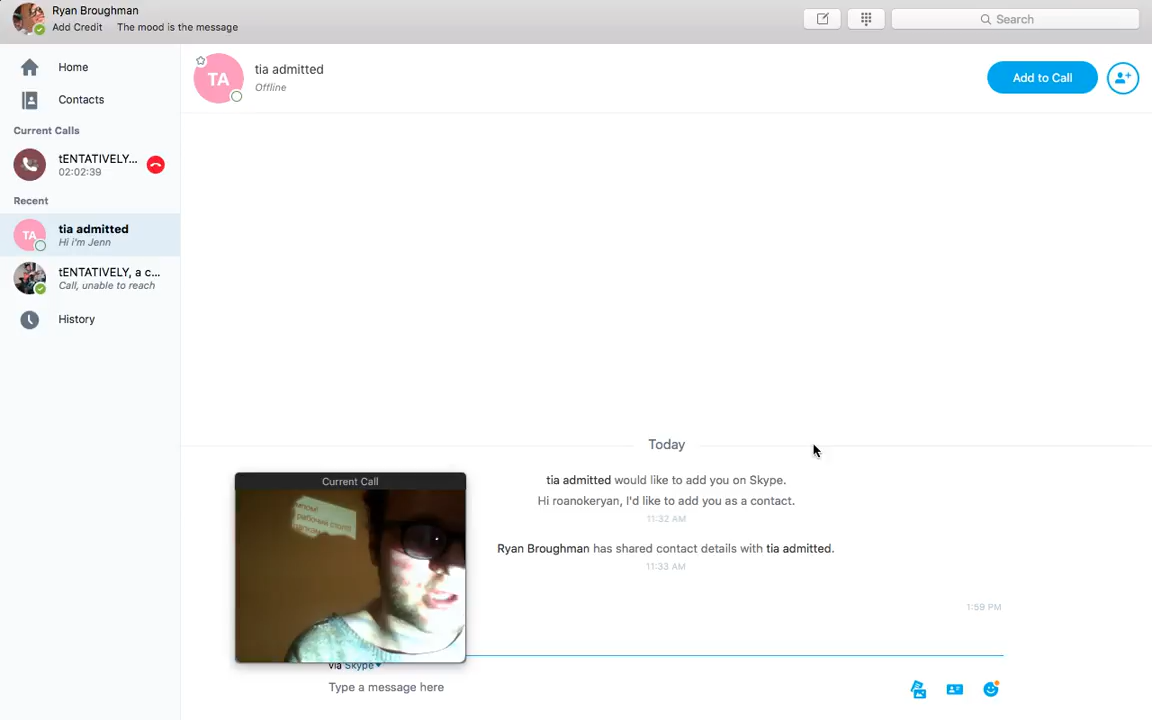 Ryan Broughman
Add Credit The mood is the message
Search
Home
Contacts
Current Calls
tENTATIVELY...
02:02:39
Recent
TA
tia admitted
Hi i'm Jenn
tENTATIVELY, a c...
Call, unable to reach
History
TA
tia admitted
Offline
Add to Call
Today
tia admitted would like to add you on Skype.
Hi roanokeryan, I'd like to add you as a contact.
11:32 AM
Ryan Broughman has shared contact details with tia admitted.
11:33 AM
1:59 PM
Current Call
рабочий столп
via Skype
Type a message here